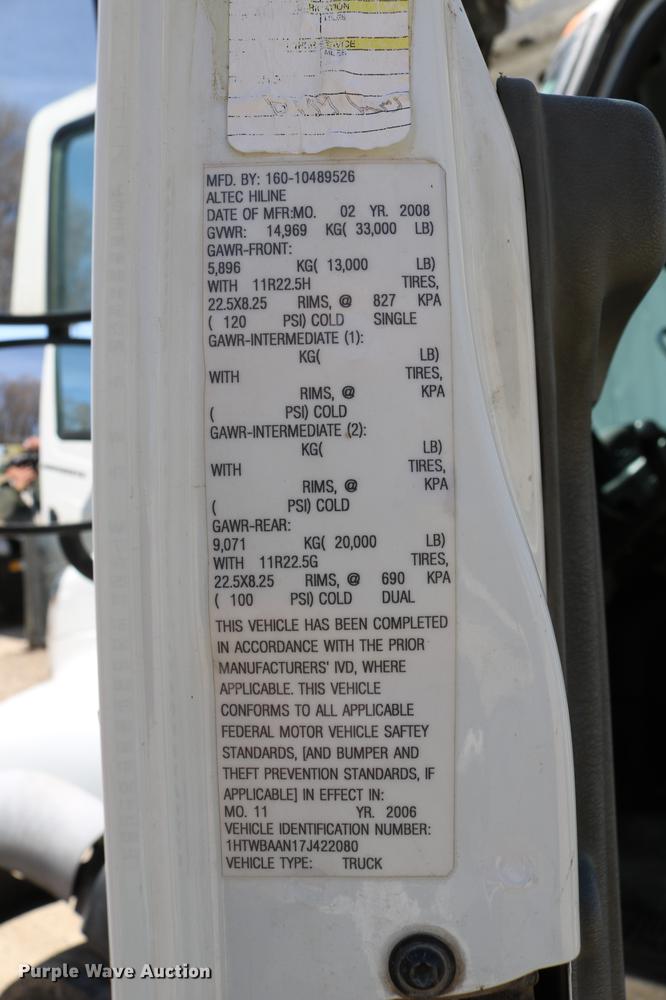 MILES
SERVICE
MILES
MFD. BY: 160-10489526
ALTEC HILINE
DATE OF MFR:MO. 02 YR. 2008
GVWR: 14,969 KG( 33,000 LB)
GAWR-FRONT:
5,896 KG( 13,000 LB)
WITH 11R22.5H TIRES,
22.5X8.25 RIMS, @ 827 KPA
( 120 PSI) COLD SINGLE
GAWR-INTERMEDIATE (1):
KG( LB)
WITH TIRES,
RIMS, @ KPA
( PSI) COLD
GAWR-INTERMEDIATE (2):
KG( LB)
WITH TIRES,
RIMS, @ KPA
( PSI) COLD
GAWR-REAR:
9,071 KG( 20,000 LB)
WITH 11R22.5G TIRES,
22.5X8.25 RIMS, @ 690 KPA
( 100 PSI) COLD DUAL
THIS VEHICLE HAS BEEN COMPLETED
IN ACCORDANCE WITH THE PRIOR
MANUFACTURERS' IVD, WHERE
APPLICABLE. THIS VEHICLE
CONFORMS TO ALL APPLICABLE
FEDERAL MOTOR VEHICLE SAFTEY
STANDARDS, [AND BUMPER AND
THEFT PREVENTION STANDARDS, IF
APPLICABLE] IN EFFECT IN:
MO. 11 YR. 2006
VEHICLE IDENTIFICATION NUMBER:
1HTWBAAN17J422080
VEHICLE TYPE: TRUCK
Purple Wave Auction